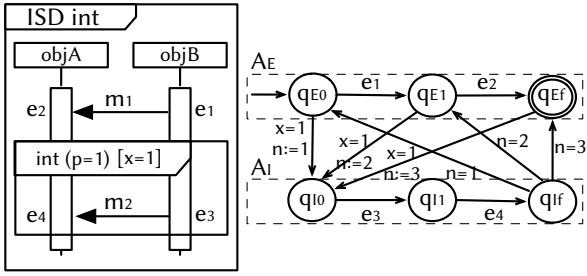 ISD int
objA
objB
e2
m1
e1
int (p=1) [x=1]
e4
m2
e3
AE
qE0
e1
qE1
e2
qEf
x=1
n:=1
x=1
n:=2
x=1
n:=3
n=1
n=2
n=3
AI
qI0
e3
qI1
e4
qIf